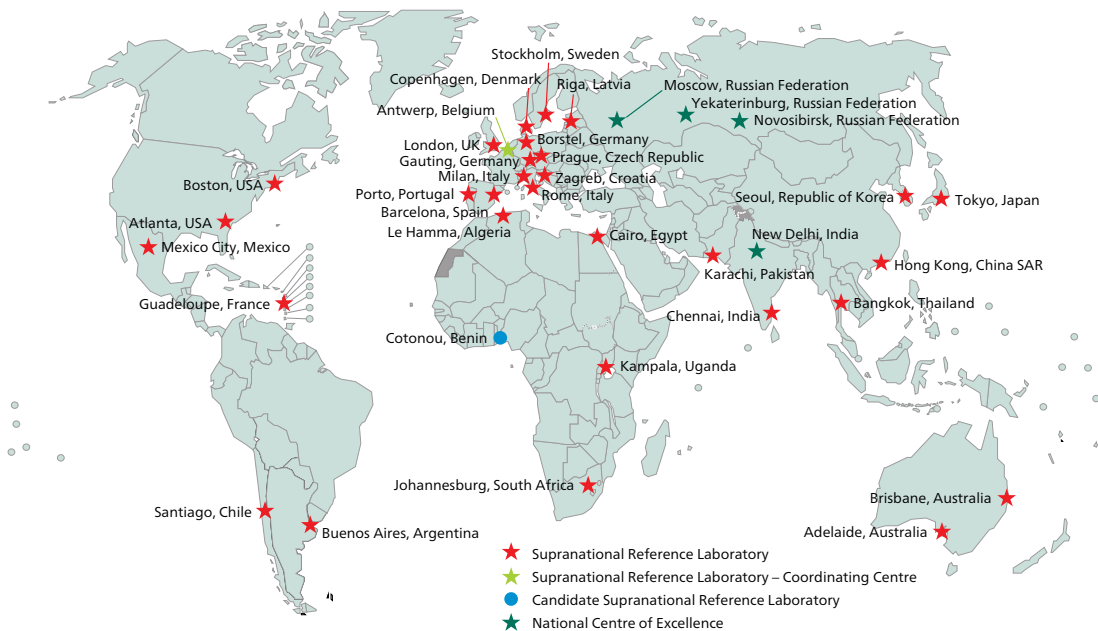 Stockholm, Sweden
Copenhagen, Denmark
Riga, Latvia
Moscow, Russian Federation
Antwerp, Belgium
Yekaterinburg, Russian Federation
Novosibirsk, Russian Federation
London, UK
Borstel, Germany
Gauting, Germany
Prague, Czech Republic
Milan, Italy
Zagreb, Croatia
Boston, USA
Porto, Portugal
Rome, Italy
Seoul, Republic of Korea
Tokyo, Japan
Barcelona, Spain
Atlanta, USA
Le Hamma, Algeria
Cairo, Egypt
New Delhi, India
Mexico City, Mexico
Karachi, Pakistan
Hong Kong, China SAR
Guadeloupe, France
Bangkok, Thailand
Chennai, India
Cotonou, Benin
Kampala, Uganda
Johannesburg, South Africa
Brisbane, Australia
Santiago, Chile
Buenos Aires, Argentina
Adelaide, Australia
Supranational Reference Laboratory
Supranational Reference Laboratory – Coordinating Centre
Candidate Supranational Reference Laboratory
National Centre of Excellence